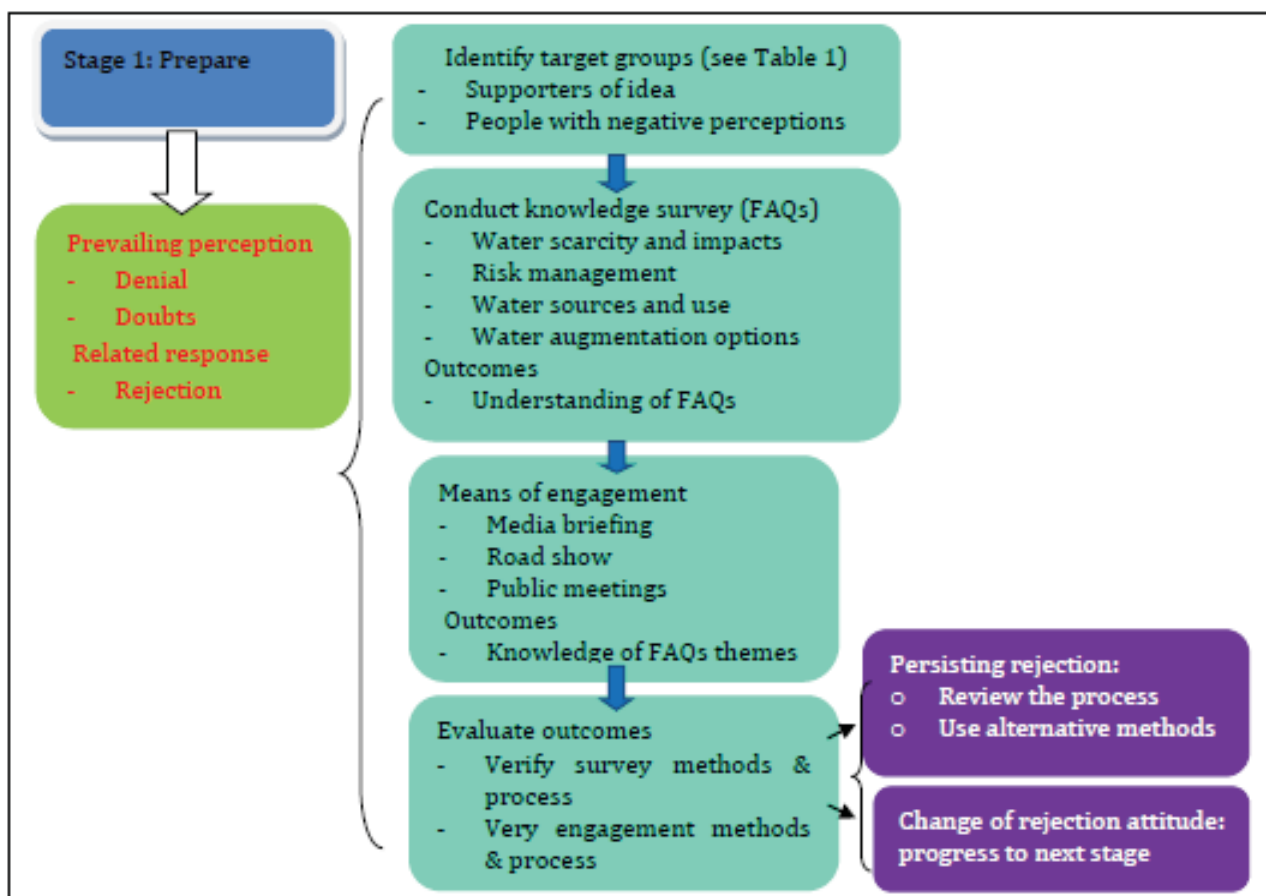 Stage 1: Prepare
Prevailing perception
- Denial
- Doubts
Related response
- Rejection
Identify target groups (see Table 1)
- Supporters of idea
- People with negative perceptions
Conduct knowledge survey (FAQs)
- Water scarcity and impacts
- Risk management
- Water sources and use
- Water augmentation options
Outcomes
- Understanding of FAQs
Means of engagement
- Media briefing
- Road show
- Public meetings
Outcomes
- Knowledge of FAQs themes
Evaluate outcomes
- Verify survey methods &
process
- Very engagement methods
& process
Persisting rejection:
o Review the process
o Use alternative methods
Change of rejection attitude:
progress to next stage